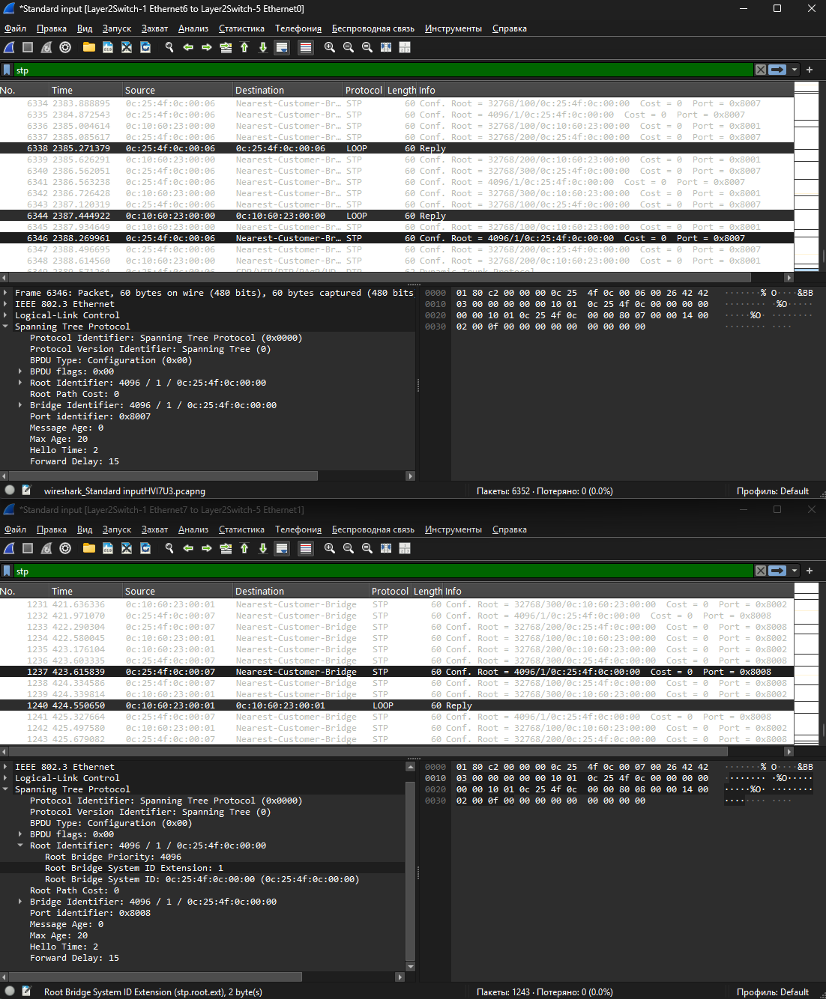 *Standard input [Layer2Switch-1 Ethernet6 to Layer2Switch-5 Ethernet0]
Файл Правка Вид Запуск Захват Анализ Статистика Телефония Беспроводная связь Инструменты Справка
stp
No. Time Source Destination Protocol Length Info
6334 2383.888895 0c:25:4f:0c:00:06 Nearest-Customer-Br… STP 60 Conf. Root = 32768/100/0c:25:4f:0c:00:00 Cost = 0 Port = 0x8007
6335 2384.872543 0c:25:4f:0c:00:06 Nearest-Customer-Br… STP 60 Conf. Root = 4096/1/0c:25:4f:0c:00:00 Cost = 0 Port = 0x8007
6336 2385.004614 0c:10:60:23:00:00 Nearest-Customer-Br… STP 60 Conf. Root = 32768/100/0c:10:60:23:00:00 Cost = 0 Port = 0x8001
6337 2385.085617 0c:25:4f:0c:00:06 Nearest-Customer-Br… STP 60 Conf. Root = 32768/200/0c:25:4f:0c:00:00 Cost = 0 Port = 0x8007
6338 2385.271379 0c:25:4f:0c:00:06 0c:25:4f:0c:00:06 LOOP 60 Reply
6339 2385.626291 0c:10:60:23:00:00 Nearest-Customer-Br… STP 60 Conf. Root = 32768/200/0c:10:60:23:00:00 Cost = 0 Port = 0x8001
6340 2386.562051 0c:25:4f:0c:00:06 Nearest-Customer-Br… STP 60 Conf. Root = 32768/300/0c:25:4f:0c:00:00 Cost = 0 Port = 0x8007
6341 2386.563238 0c:25:4f:0c:00:06 Nearest-Customer-Br… STP 60 Conf. Root = 4096/1/0c:25:4f:0c:00:00 Cost = 0 Port = 0x8007
6342 2386.726428 0c:10:60:23:00:00 Nearest-Customer-Br… STP 60 Conf. Root = 32768/300/0c:10:60:23:00:00 Cost = 0 Port = 0x8001
6343 2387.120319 0c:25:4f:0c:00:06 Nearest-Customer-Br… STP 60 Conf. Root = 32768/100/0c:25:4f:0c:00:00 Cost = 0 Port = 0x8007
6344 2387.444922 0c:10:60:23:00:00 0c:10:60:23:00:00 LOOP 60 Reply
6345 2387.934649 0c:10:60:23:00:00 Nearest-Customer-Br… STP 60 Conf. Root = 32768/100/0c:10:60:23:00:00 Cost = 0 Port = 0x8001
6346 2388.269961 0c:25:4f:0c:00:06 Nearest-Customer-Br… STP 60 Conf. Root = 4096/1/0c:25:4f:0c:00:00 Cost = 0 Port = 0x8007
6347 2388.496695 0c:25:4f:0c:00:06 Nearest-Customer-Br… STP 60 Conf. Root = 32768/200/0c:25:4f:0c:00:00 Cost = 0 Port = 0x8007
6348 2388.614560 0c:10:60:23:00:00 Nearest-Customer-Br… STP 60 Conf. Root = 32768/200/0c:10:60:23:00:00 Cost = 0 Port = 0x8001
Frame 6346: Packet, 60 bytes on wire (480 bits), 60 bytes captured (480 bits
IEEE 802.3 Ethernet
Logical-Link Control
Spanning Tree Protocol
Protocol Identifier: Spanning Tree Protocol (0x0000)
Protocol Version Identifier: Spanning Tree (0)
BPDU Type: Configuration (0x00)
BPDU flags: 0x00
Root Identifier: 4096 / 1 / 0c:25:4f:0c:00:00
Root Path Cost: 0
Bridge Identifier: 4096 / 1 / 0c:25:4f:0c:00:00
Port identifier: 0x8007
Message Age: 0
Max Age: 20
Hello Time: 2
Forward Delay: 15
0000 01 80 c2 00 00 00 0c 25 4f 0c 00 06 00 26 42 42 ·······% O····&BB
0010 03 00 00 00 00 00 10 01 0c 25 4f 0c 00 00 00 00 ········ ·%O·····
0020 00 00 10 01 0c 25 4f 0c 00 00 80 07 00 00 14 00 ·····%O· ········
0030 02 00 0f 00 00 00 00 00 00 00 00 00 ········ ····
wireshark_Standard inputHVI7U3.pcapng
Пакеты: 6352 · Потеряно: 0 (0.0%)
Профиль: Default
*Standard input [Layer2Switch-1 Ethernet7 to Layer2Switch-5 Ethernet1]
Файл Правка Вид Запуск Захват Анализ Статистика Телефония Беспроводная связь Инструменты Справка
stp
No. Time Source Destination Protocol Length Info
1231 421.636336 0c:10:60:23:00:01 Nearest-Customer-Bridge STP 60 Conf. Root = 32768/300/0c:10:60:23:00:00 Cost = 0 Port = 0x8002
1232 421.971070 0c:25:4f:0c:00:07 Nearest-Customer-Bridge STP 60 Conf. Root = 4096/1/0c:25:4f:0c:00:00 Cost = 0 Port = 0x8008
1233 422.290304 0c:25:4f:0c:00:07 Nearest-Customer-Bridge STP 60 Conf. Root = 32768/200/0c:25:4f:0c:00:00 Cost = 0 Port = 0x8008
1234 422.580045 0c:10:60:23:00:01 Nearest-Customer-Bridge STP 60 Conf. Root = 32768/100/0c:10:60:23:00:00 Cost = 0 Port = 0x8002
1235 423.176104 0c:10:60:23:00:01 Nearest-Customer-Bridge STP 60 Conf. Root = 32768/200/0c:10:60:23:00:00 Cost = 0 Port = 0x8002
1236 423.603335 0c:25:4f:0c:00:07 Nearest-Customer-Bridge STP 60 Conf. Root = 32768/300/0c:25:4f:0c:00:00 Cost = 0 Port = 0x8008
1237 423.615839 0c:25:4f:0c:00:07 Nearest-Customer-Bridge STP 60 Conf. Root = 4096/1/0c:25:4f:0c:00:00 Cost = 0 Port = 0x8008
1238 424.334586 0c:25:4f:0c:00:07 Nearest-Customer-Bridge STP 60 Conf. Root = 32768/100/0c:25:4f:0c:00:00 Cost = 0 Port = 0x8008
1239 424.339814 0c:10:60:23:00:01 Nearest-Customer-Bridge STP 60 Conf. Root = 32768/300/0c:10:60:23:00:00 Cost = 0 Port = 0x8002
1240 424.550650 0c:10:60:23:00:01 0c:10:60:23:00:01 LOOP 60 Reply
1241 425.327664 0c:25:4f:0c:00:07 Nearest-Customer-Bridge STP 60 Conf. Root = 4096/1/0c:25:4f:0c:00:00 Cost = 0 Port = 0x8008
1242 425.497580 0c:10:60:23:00:01 Nearest-Customer-Bridge STP 60 Conf. Root = 32768/100/0c:10:60:23:00:00 Cost = 0 Port = 0x8002
1243 425.679082 0c:25:4f:0c:00:07 Nearest-Customer-Bridge STP 60 Conf. Root = 32768/200/0c:25:4f:0c:00:00 Cost = 0 Port = 0x8008
IEEE 802.3 Ethernet
Logical-Link Control
Spanning Tree Protocol
Protocol Identifier: Spanning Tree Protocol (0x0000)
Protocol Version Identifier: Spanning Tree (0)
BPDU Type: Configuration (0x00)
BPDU flags: 0x00
Root Identifier: 4096 / 1 / 0c:25:4f:0c:00:00
Root Bridge Priority: 4096
Root Bridge System ID Extension: 1
Root Bridge System ID: 0c:25:4f:0c:00:00 (0c:25:4f:0c:00:00)
Root Path Cost: 0
Bridge Identifier: 4096 / 1 / 0c:25:4f:0c:00:00
Port identifier: 0x8008
Message Age: 0
Max Age: 20
Hello Time: 2
Forward Delay: 15
0000 01 80 c2 00 00 00 0c 25 4f 0c 00 07 00 26 42 42 ·······% O····&BB
0010 03 00 00 00 00 00 10 01 0c 25 4f 0c 00 00 00 00 ········ ·%O·····
0020 00 00 10 01 0c 25 4f 0c 00 00 80 08 00 00 14 00 ·····%O· ········
0030 02 00 0f 00 00 00 00 00 00 00 00 00 ········ ····
Root Bridge System ID Extension (stp.root.ext), 2 byte(s)
Пакеты: 1243 · Потеряно: 0 (0.0%)
Профиль: Default